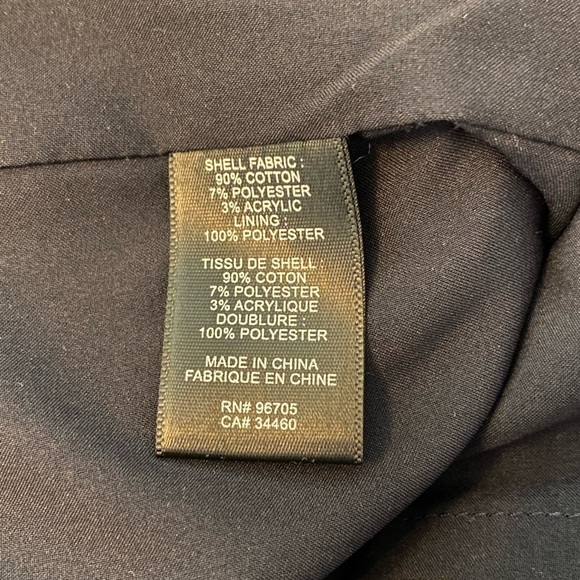 SHELL FABRIC :
90% COTTON
7% POLYESTER
3% ACRYLIC
LINING :
100% POLYESTER
TISSU DE SHELL
90% COTON
7% POLYESTER
3% ACRYLIQUE
DOUBLURE :
100% POLYESTER
MADE IN CHINA
FABRIQUE EN CHINE
RN# 96705
CA# 34460